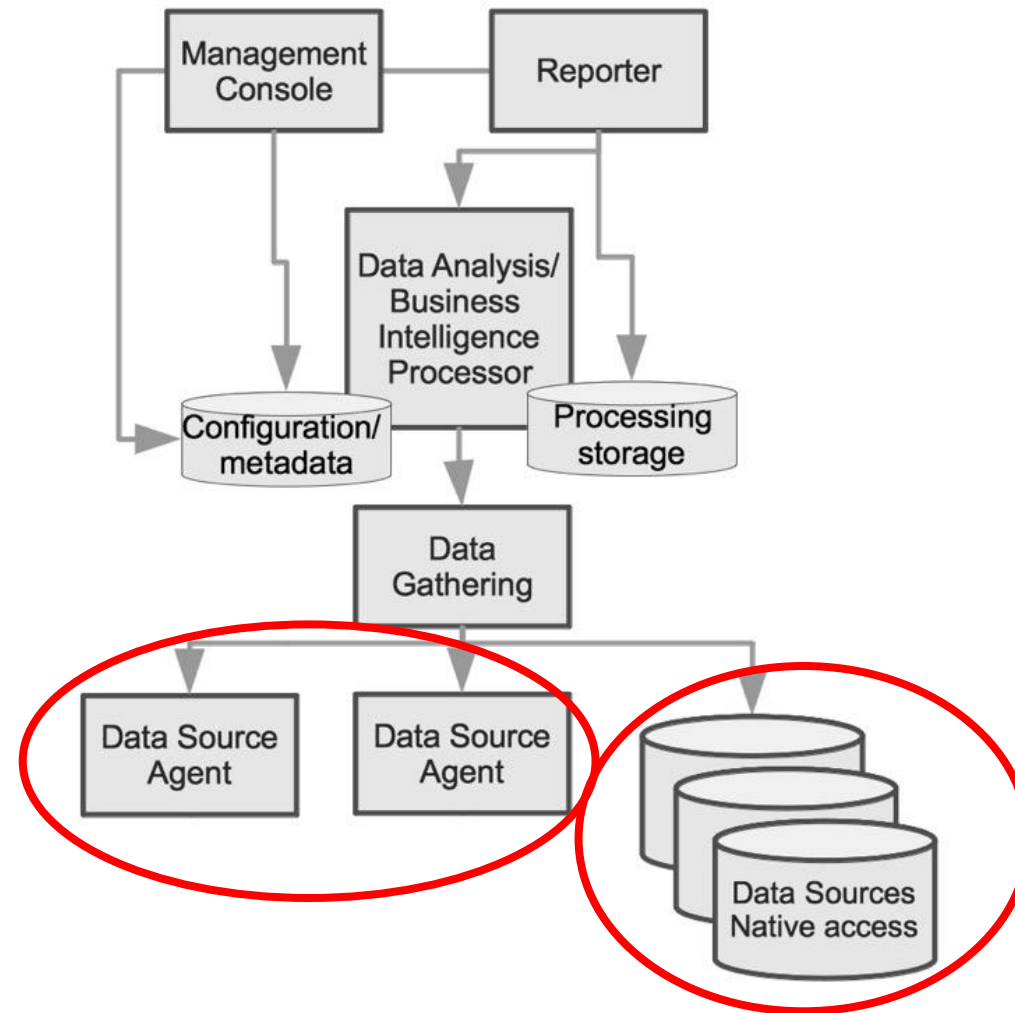 Management
Console
Reporter
Data Analysis/
Business
Intelligence
Processor
Configuration/
metadata
Processing
storage
Data
Gathering
Data Source
Agent
Data Source
Agent
Data Sources
Native access